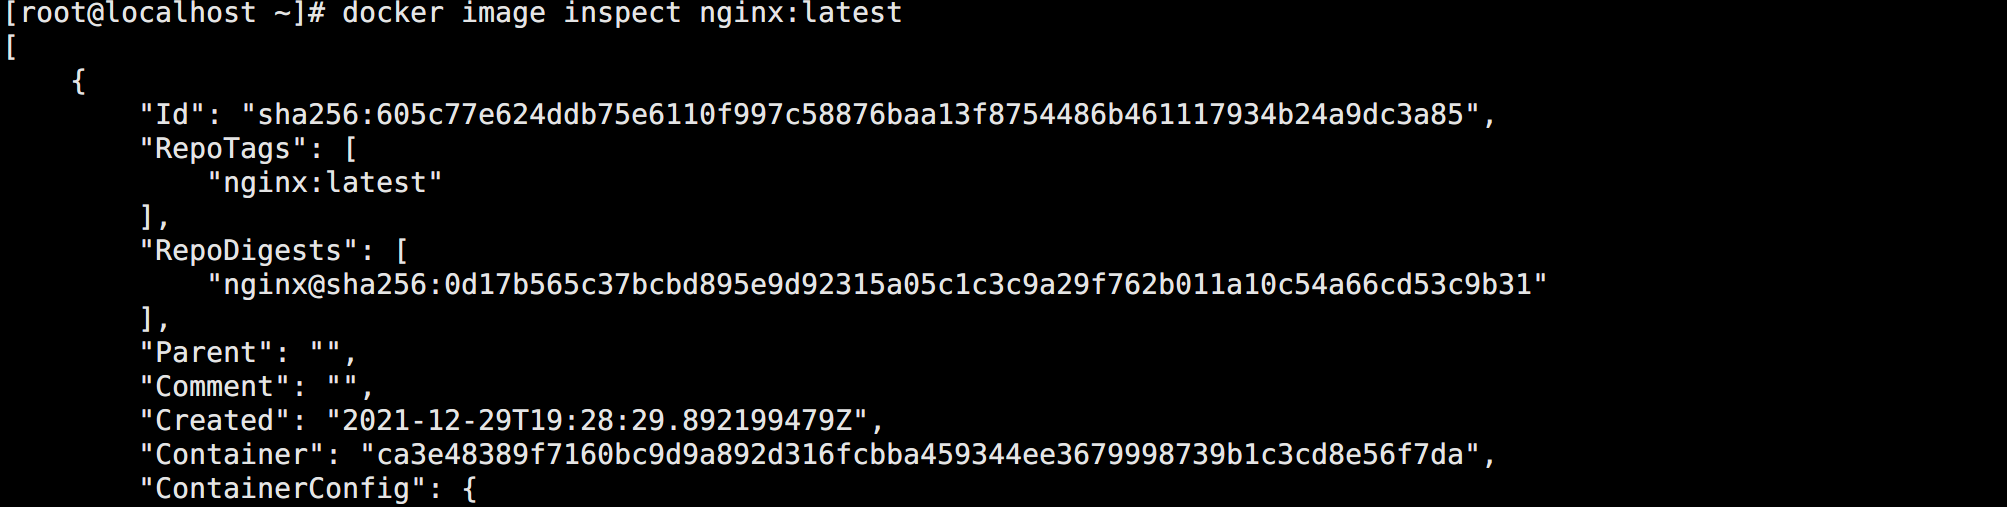 [root@localhost ~]# docker image inspect nginx:latest
[
    {
        "Id": "sha256:605c77e624ddb75e6110f997c58876baa13f8754486b461117934b24a9dc3a85",
        "RepoTags": [
            "nginx:latest"
        ],
        "RepoDigests": [
            "nginx@sha256:0d17b565c37bcbd895e9d92315a05c1c3c9a29f762b011a10c54a66cd53c9b31"
        ],
        "Parent": "",
        "Comment": "",
        "Created": "2021-12-29T19:28:29.892199479Z",
        "Container": "ca3e48389f7160bc9d9a892d316fcbba459344ee3679998739b1c3cd8e56f7da",
        "ContainerConfig": {